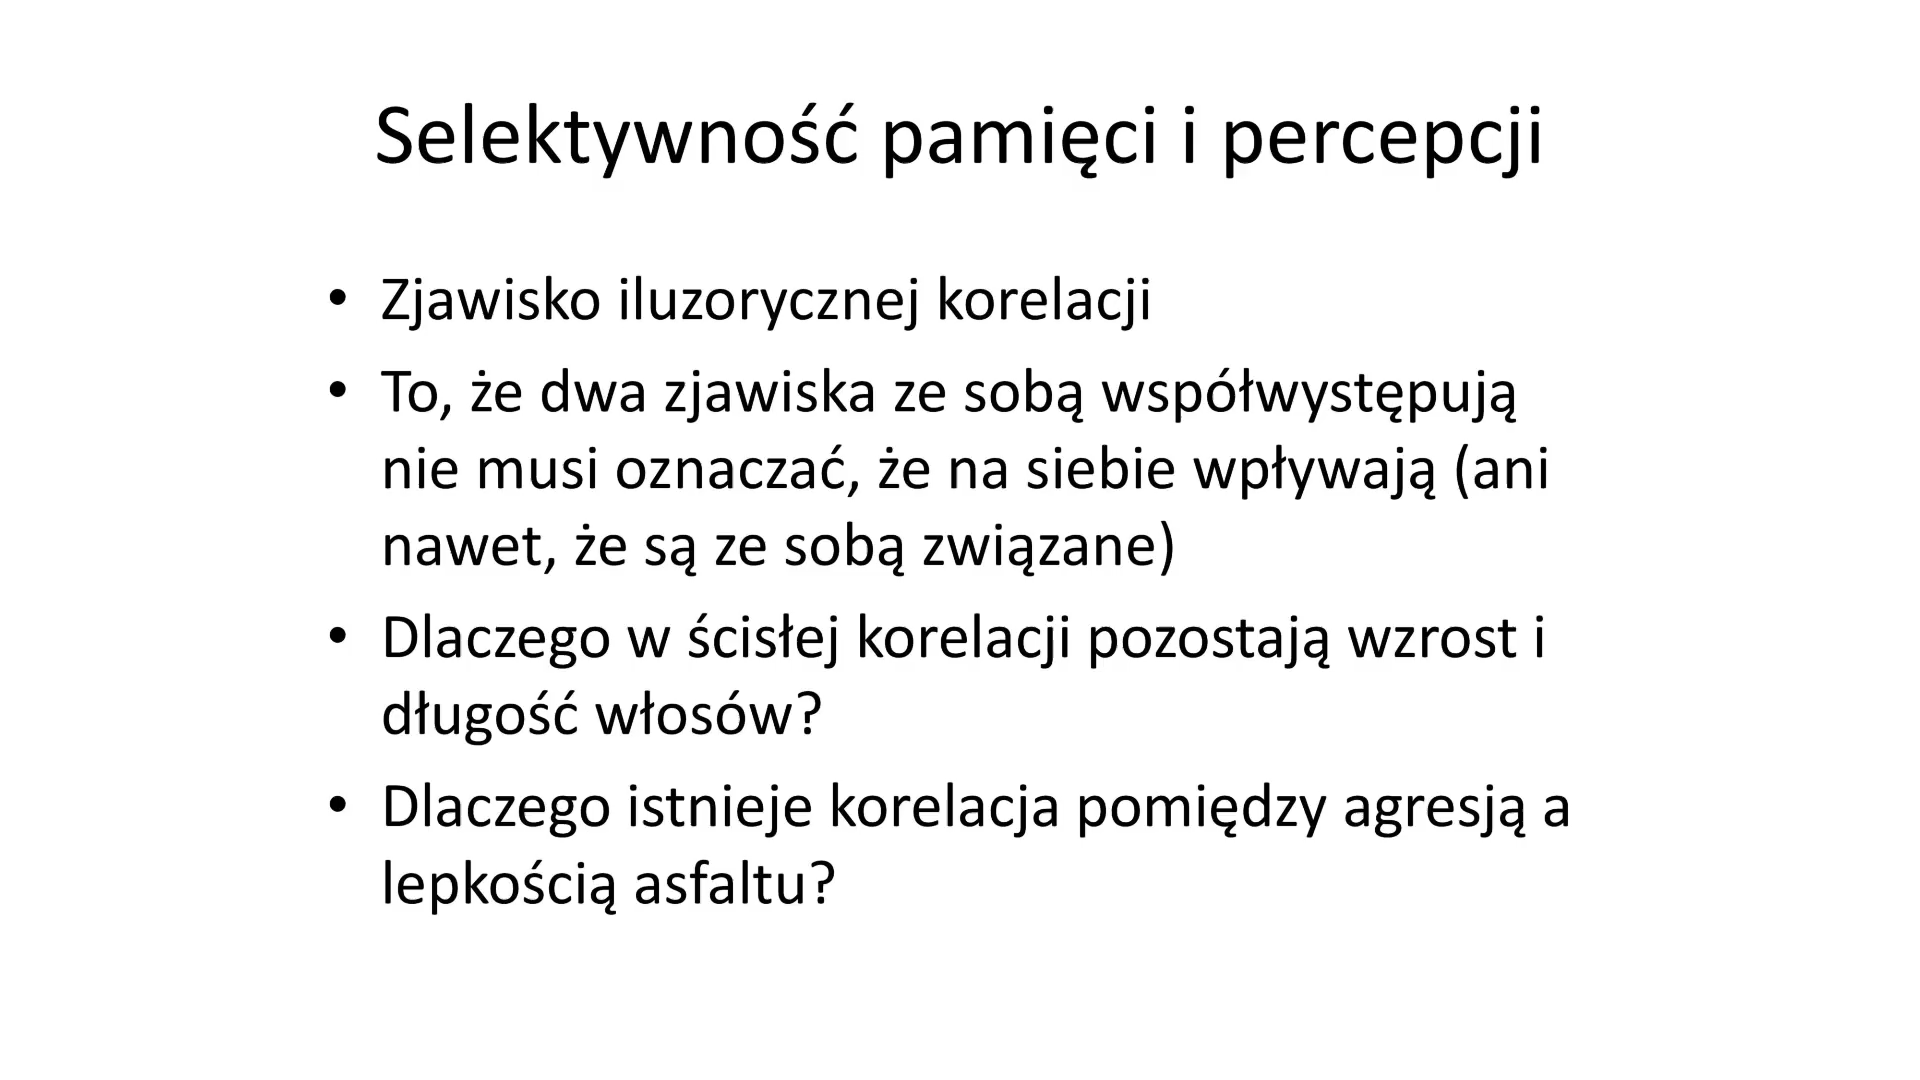 Selektywność pamięci i percepcji
• Zjawisko iluzorycznej korelacji
• To, że dwa zjawiska ze sobą współwystępują
nie musi oznaczać, że na siebie wpływają (ani
nawet, że są ze sobą związane)
• Dlaczego w ścisłej korelacji pozostają wzrost i
długość włosów?
• Dlaczego istnieje korelacja pomiędzy agresją a
lepkością asfaltu?